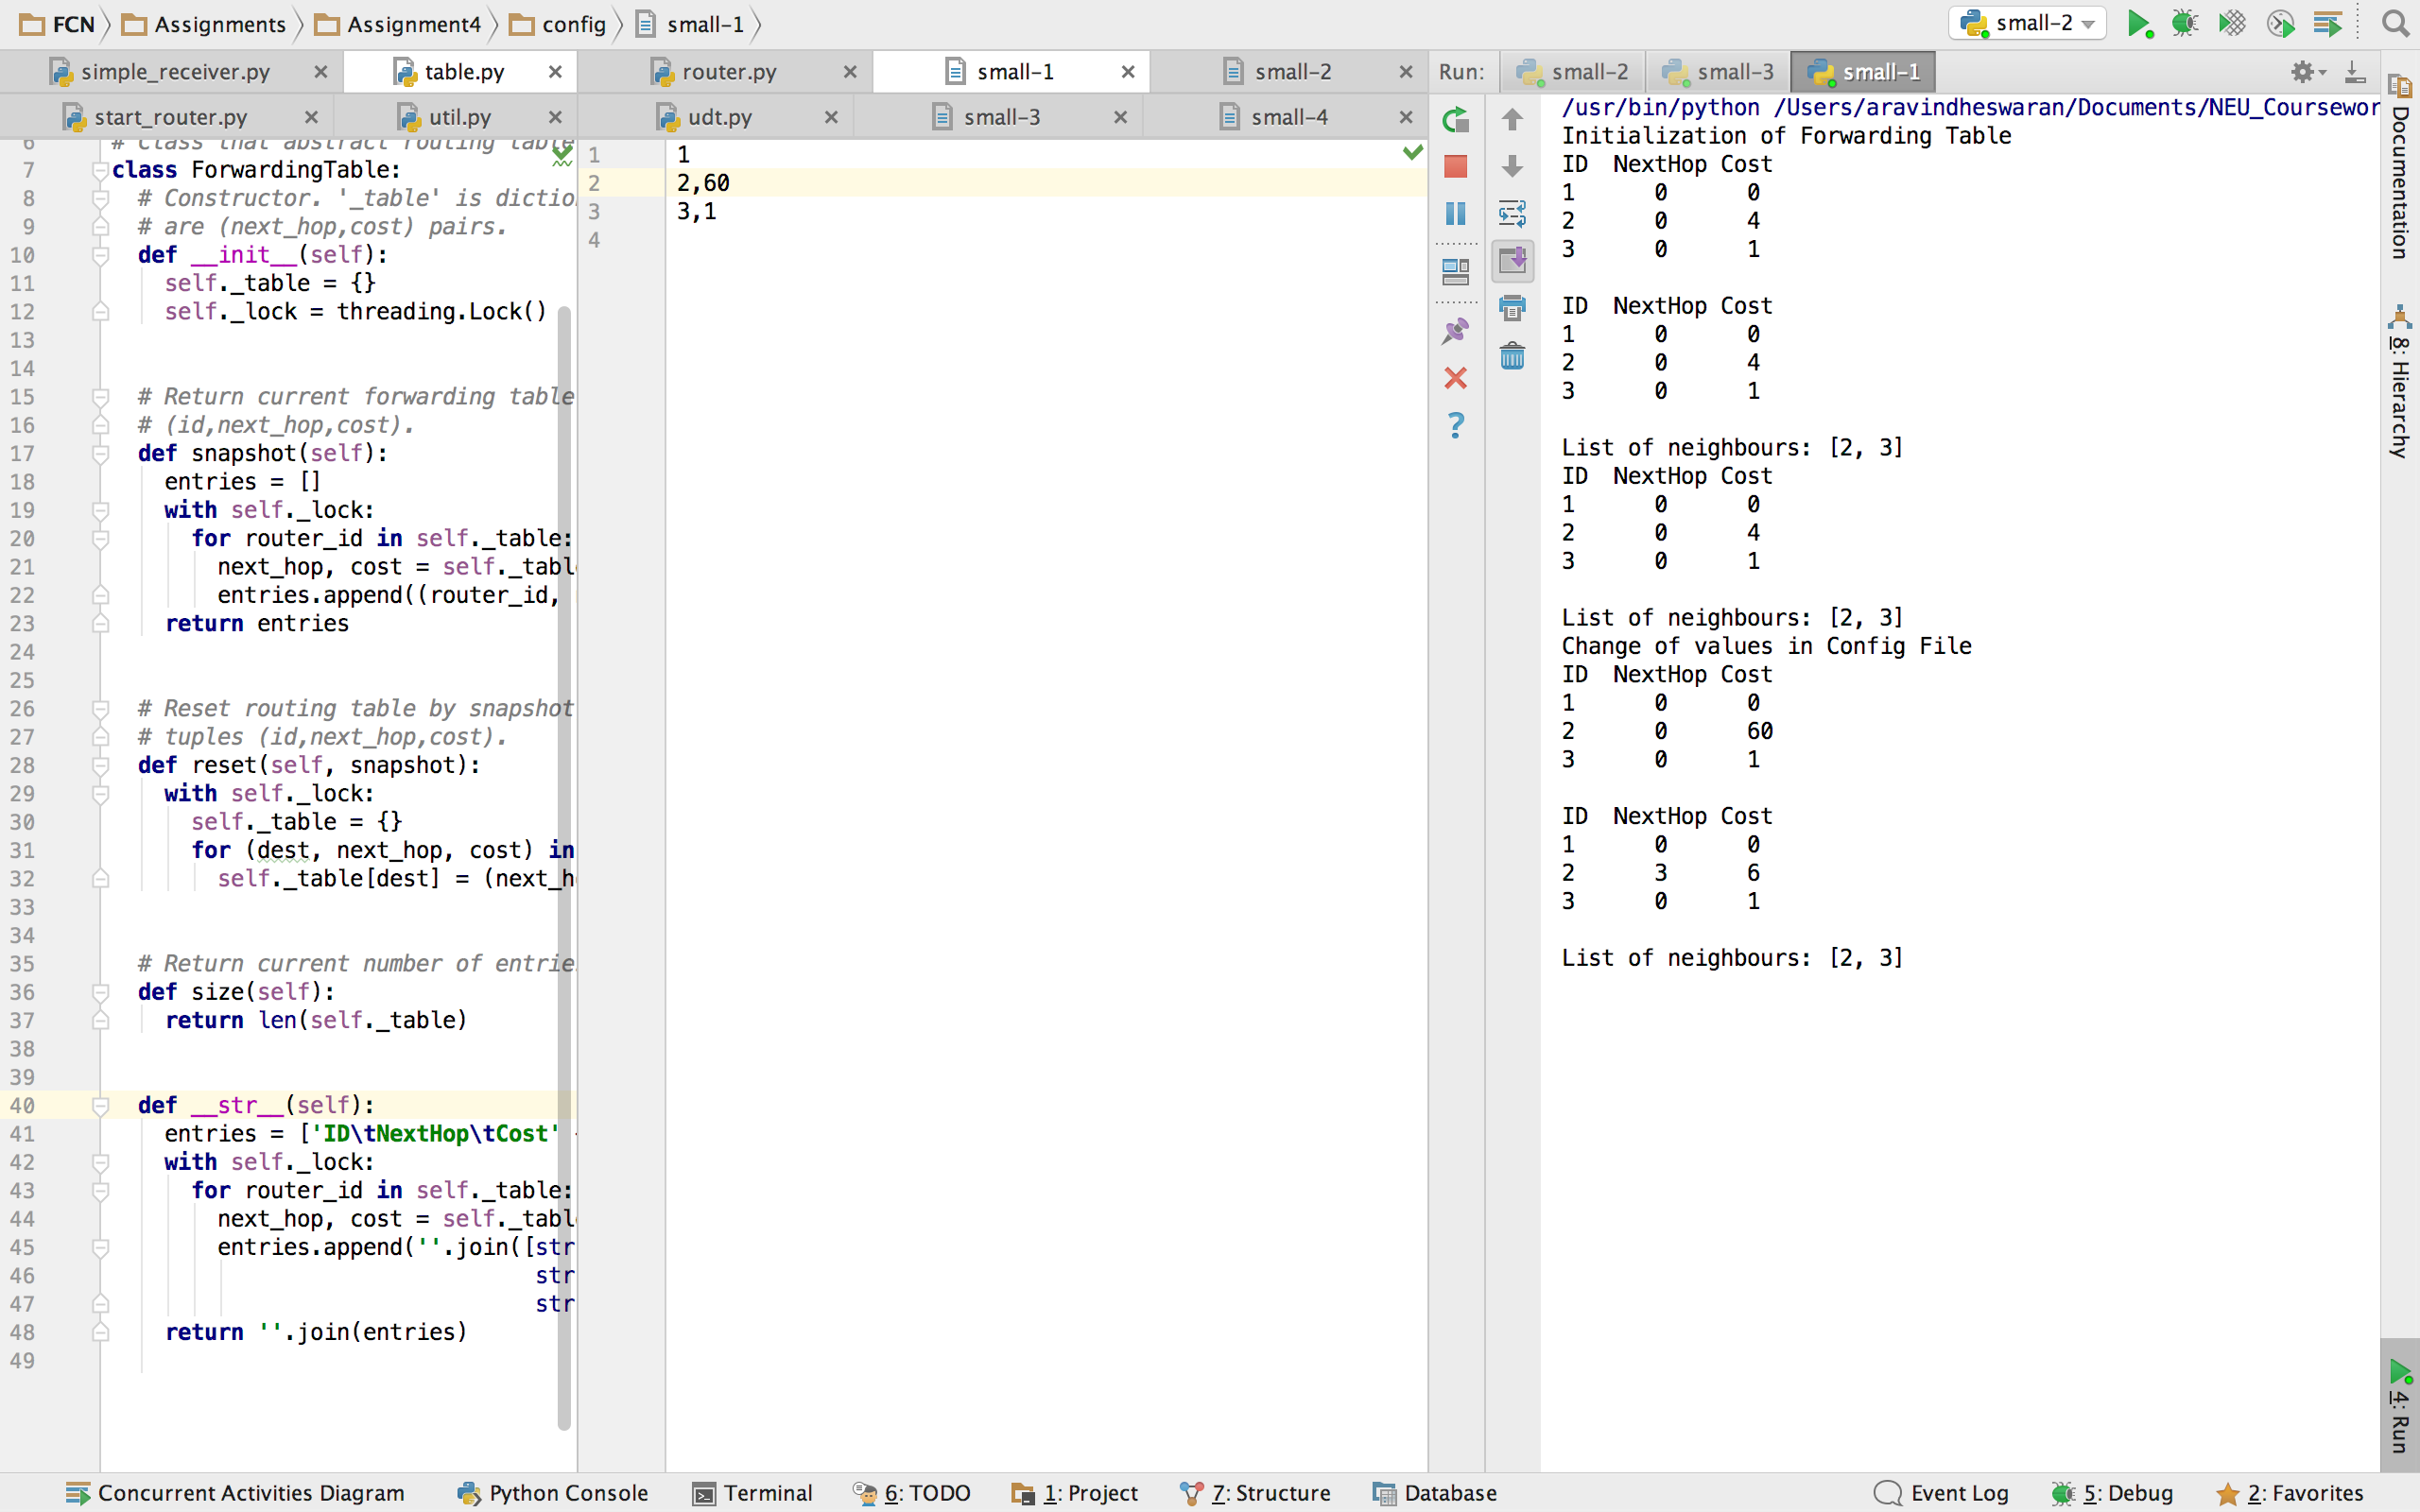 FCN Assignments Assignment4 config small-1
small-2
simple_receiver.py table.py router.py small-1 small-2
start_router.py util.py udt.py small-3 small-4
Run: small-2 small-3 small-1
6 # Class that abstract routing table
7 class ForwardingTable:
8 # Constructor. '_table' is diction
9 # are (next_hop,cost) pairs.
10 def __init__(self):
11 self._table = {}
12 self._lock = threading.Lock()
13
14
15 # Return current forwarding table
16 # (id,next_hop,cost).
17 def snapshot(self):
18 entries = []
19 with self._lock:
20 for router_id in self._table:
21 next_hop, cost = self._tabl
22 entries.append((router_id,
23 return entries
24
25
26 # Reset routing table by snapshot
27 # tuples (id,next_hop,cost).
28 def reset(self, snapshot):
29 with self._lock:
30 self._table = {}
31 for (dest, next_hop, cost) in
32 self._table[dest] = (next_h
33
34
35 # Return current number of entrie
36 def size(self):
37 return len(self._table)
38
39
40 def __str__(self):
41 entries = ['ID\tNextHop\tCost'
42 with self._lock:
43 for router_id in self._table:
44 next_hop, cost = self._tabl
45 entries.append(''.join([str
46 str
47 str
48 return ''.join(entries)
49
1 1
2 2,60
3 3,1
4
/usr/bin/python /Users/aravindheswaran/Documents/NEU_Coursewor
Initialization of Forwarding Table
ID NextHop Cost
1 0 0
2 0 4
3 0 1
ID NextHop Cost
1 0 0
2 0 4
3 0 1
List of neighbours: [2, 3]
ID NextHop Cost
1 0 0
2 0 4
3 0 1
List of neighbours: [2, 3]
Change of values in Config File
ID NextHop Cost
1 0 0
2 0 60
3 0 1
ID NextHop Cost
1 0 0
2 3 6
3 0 1
List of neighbours: [2, 3]
Documentation
8: Hierarchy
4: Run
Concurrent Activities Diagram Python Console Terminal 6: TODO 1: Project 7: Structure Database Event Log 5: Debug 2: Favorites